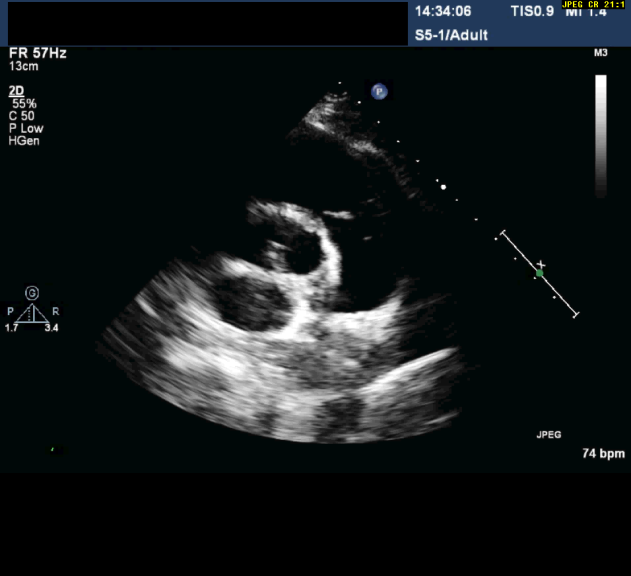 JPEG CR 21:1
14:34:06 TIS0.9 MI 1.4
S5-1/Adult
FR 57Hz
13cm
M3
P
2D
55%
C 50
P Low
HGen
G
P R
1.7 3.4
JPEG
74 bpm